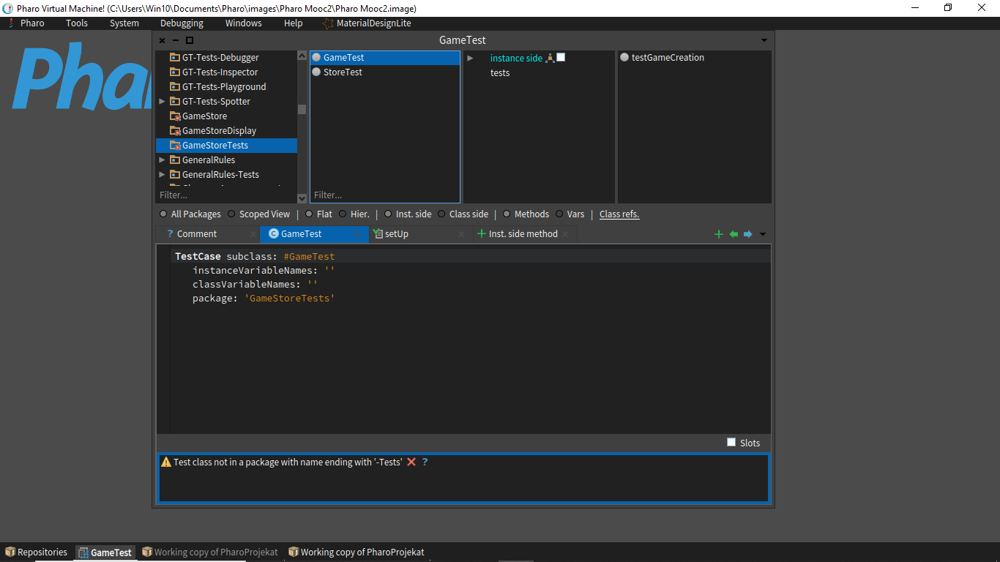 Pharo Virtual Machine! (C:\Users\Win10\Documents\Pharo\images\Pharo Mooc2\Pharo Mooc2.image)
Pharo Tools System Debugging Windows Help MaterialDesignLite
GameTest
GT-Tests-Debugger
GT-Tests-Inspector
GT-Tests-Playground
GT-Tests-Spotter
GameStore
GameStoreDisplay
GameStoreTests
GeneralRules
GeneralRules-Tests
Filter...
GameTest
StoreTest
Filter...
instance side
tests
testGameCreation
All Packages Scoped View | Flat Hier. | Inst. side Class side | Methods Vars | Class refs.
? Comment GameTest setUp Inst. side method
TestCase subclass: #GameTest
instanceVariableNames: ''
classVariableNames: ''
package: 'GameStoreTests'
Slots
Test class not in a package with name ending with '-Tests' ?
Repositories GameTest Working copy of PharoProjekat Working copy of PharoProjekat